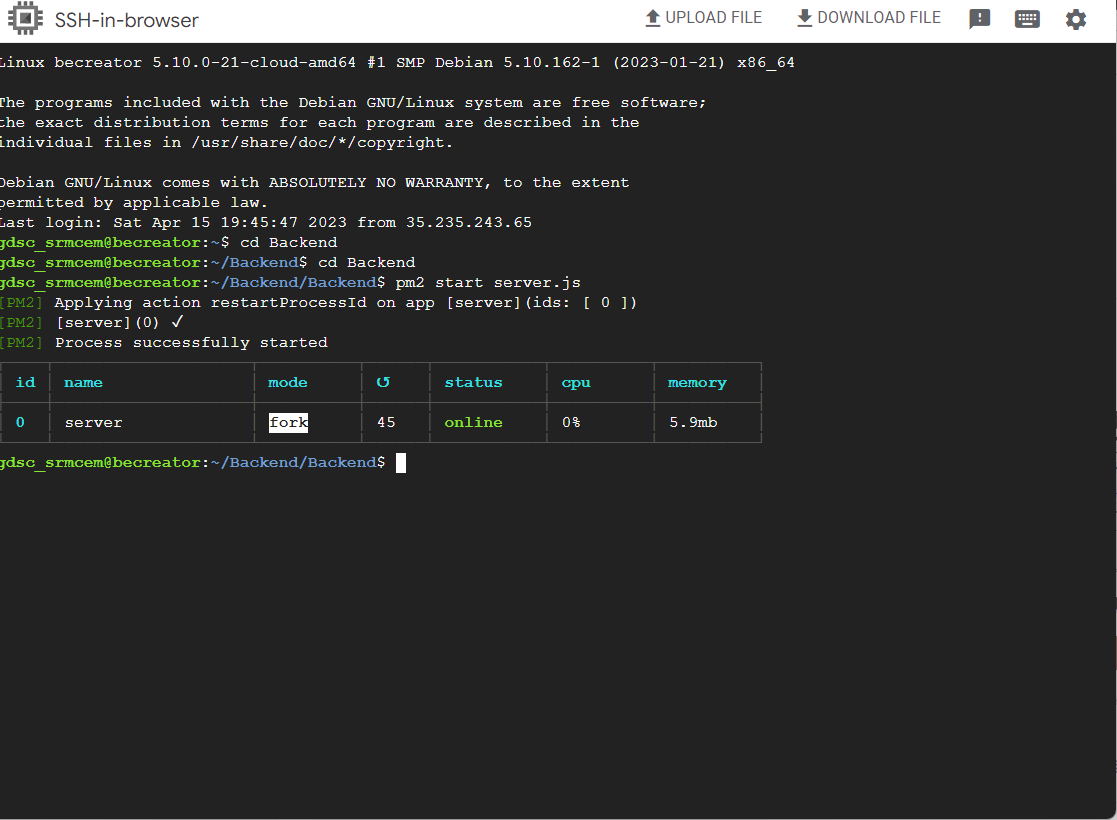 SSH-in-browser
UPLOAD FILE
DOWNLOAD FILE
Linux becreator 5.10.0-21-cloud-amd64 #1 SMP Debian 5.10.162-1 (2023-01-21) x86_64
The programs included with the Debian GNU/Linux system are free software;
the exact distribution terms for each program are described in the
individual files in /usr/share/doc/*/copyright.
Debian GNU/Linux comes with ABSOLUTELY NO WARRANTY, to the extent
permitted by applicable law.
Last login: Sat Apr 15 19:45:47 2023 from 35.235.243.65
gdsc_srmcem@becreator:~$ cd Backend
gdsc_srmcem@becreator:~/Backend$ cd Backend
gdsc_srmcem@becreator:~/Backend/Backend$ pm2 start server.js
[PM2] Applying action restartProcessId on app [server](ids: [ 0 ])
[PM2] [server](0) ✓
[PM2] Process successfully started
id name mode ↺ status cpu memory
0 server fork 45 online 0% 5.9mb
gdsc_srmcem@becreator:~/Backend/Backend$